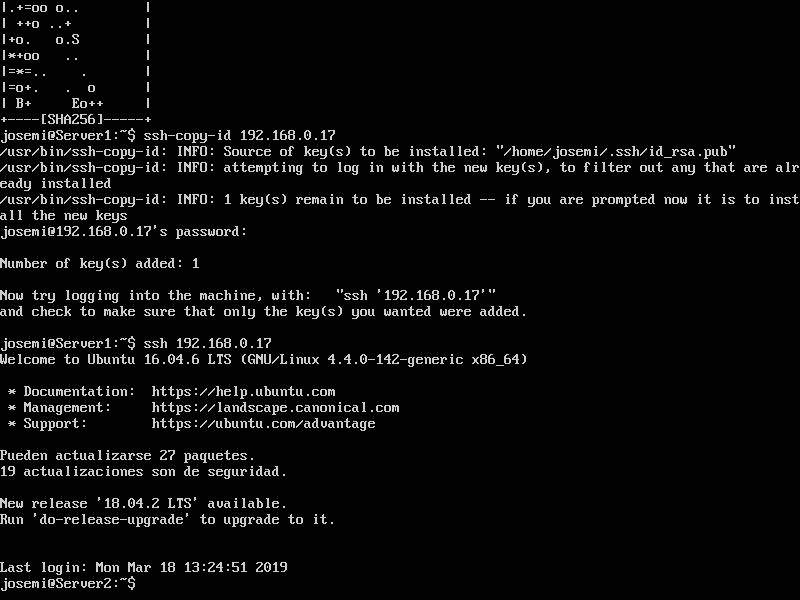 |.+=oo o..        |
| ++o ..+         |
|+o.   o.S        |
|*+oo   ..        |
|=*=..    .       |
|=o+.   .  o      |
| B+     Eo++     |
+----[SHA256]-----+
josemi@Server1:~$ ssh-copy-id 192.168.0.17
/usr/bin/ssh-copy-id: INFO: Source of key(s) to be installed: "/home/josemi/.ssh/id_rsa.pub"
/usr/bin/ssh-copy-id: INFO: attempting to log in with the new key(s), to filter out any that are alr
eady installed
/usr/bin/ssh-copy-id: INFO: 1 key(s) remain to be installed -- if you are prompted now it is to inst
all the new keys
josemi@192.168.0.17's password:
Number of key(s) added: 1
Now try logging into the machine, with:   "ssh '192.168.0.17'"
and check to make sure that only the key(s) you wanted were added.
josemi@Server1:~$ ssh 192.168.0.17
Welcome to Ubuntu 16.04.6 LTS (GNU/Linux 4.4.0-142-generic x86_64)
 * Documentation:  https://help.ubuntu.com
 * Management:     https://landscape.canonical.com
 * Support:        https://ubuntu.com/advantage
Pueden actualizarse 27 paquetes.
19 actualizaciones son de seguridad.
New release '18.04.2 LTS' available.
Run 'do-release-upgrade' to upgrade to it.
Last login: Mon Mar 18 13:24:51 2019
josemi@Server2:~$